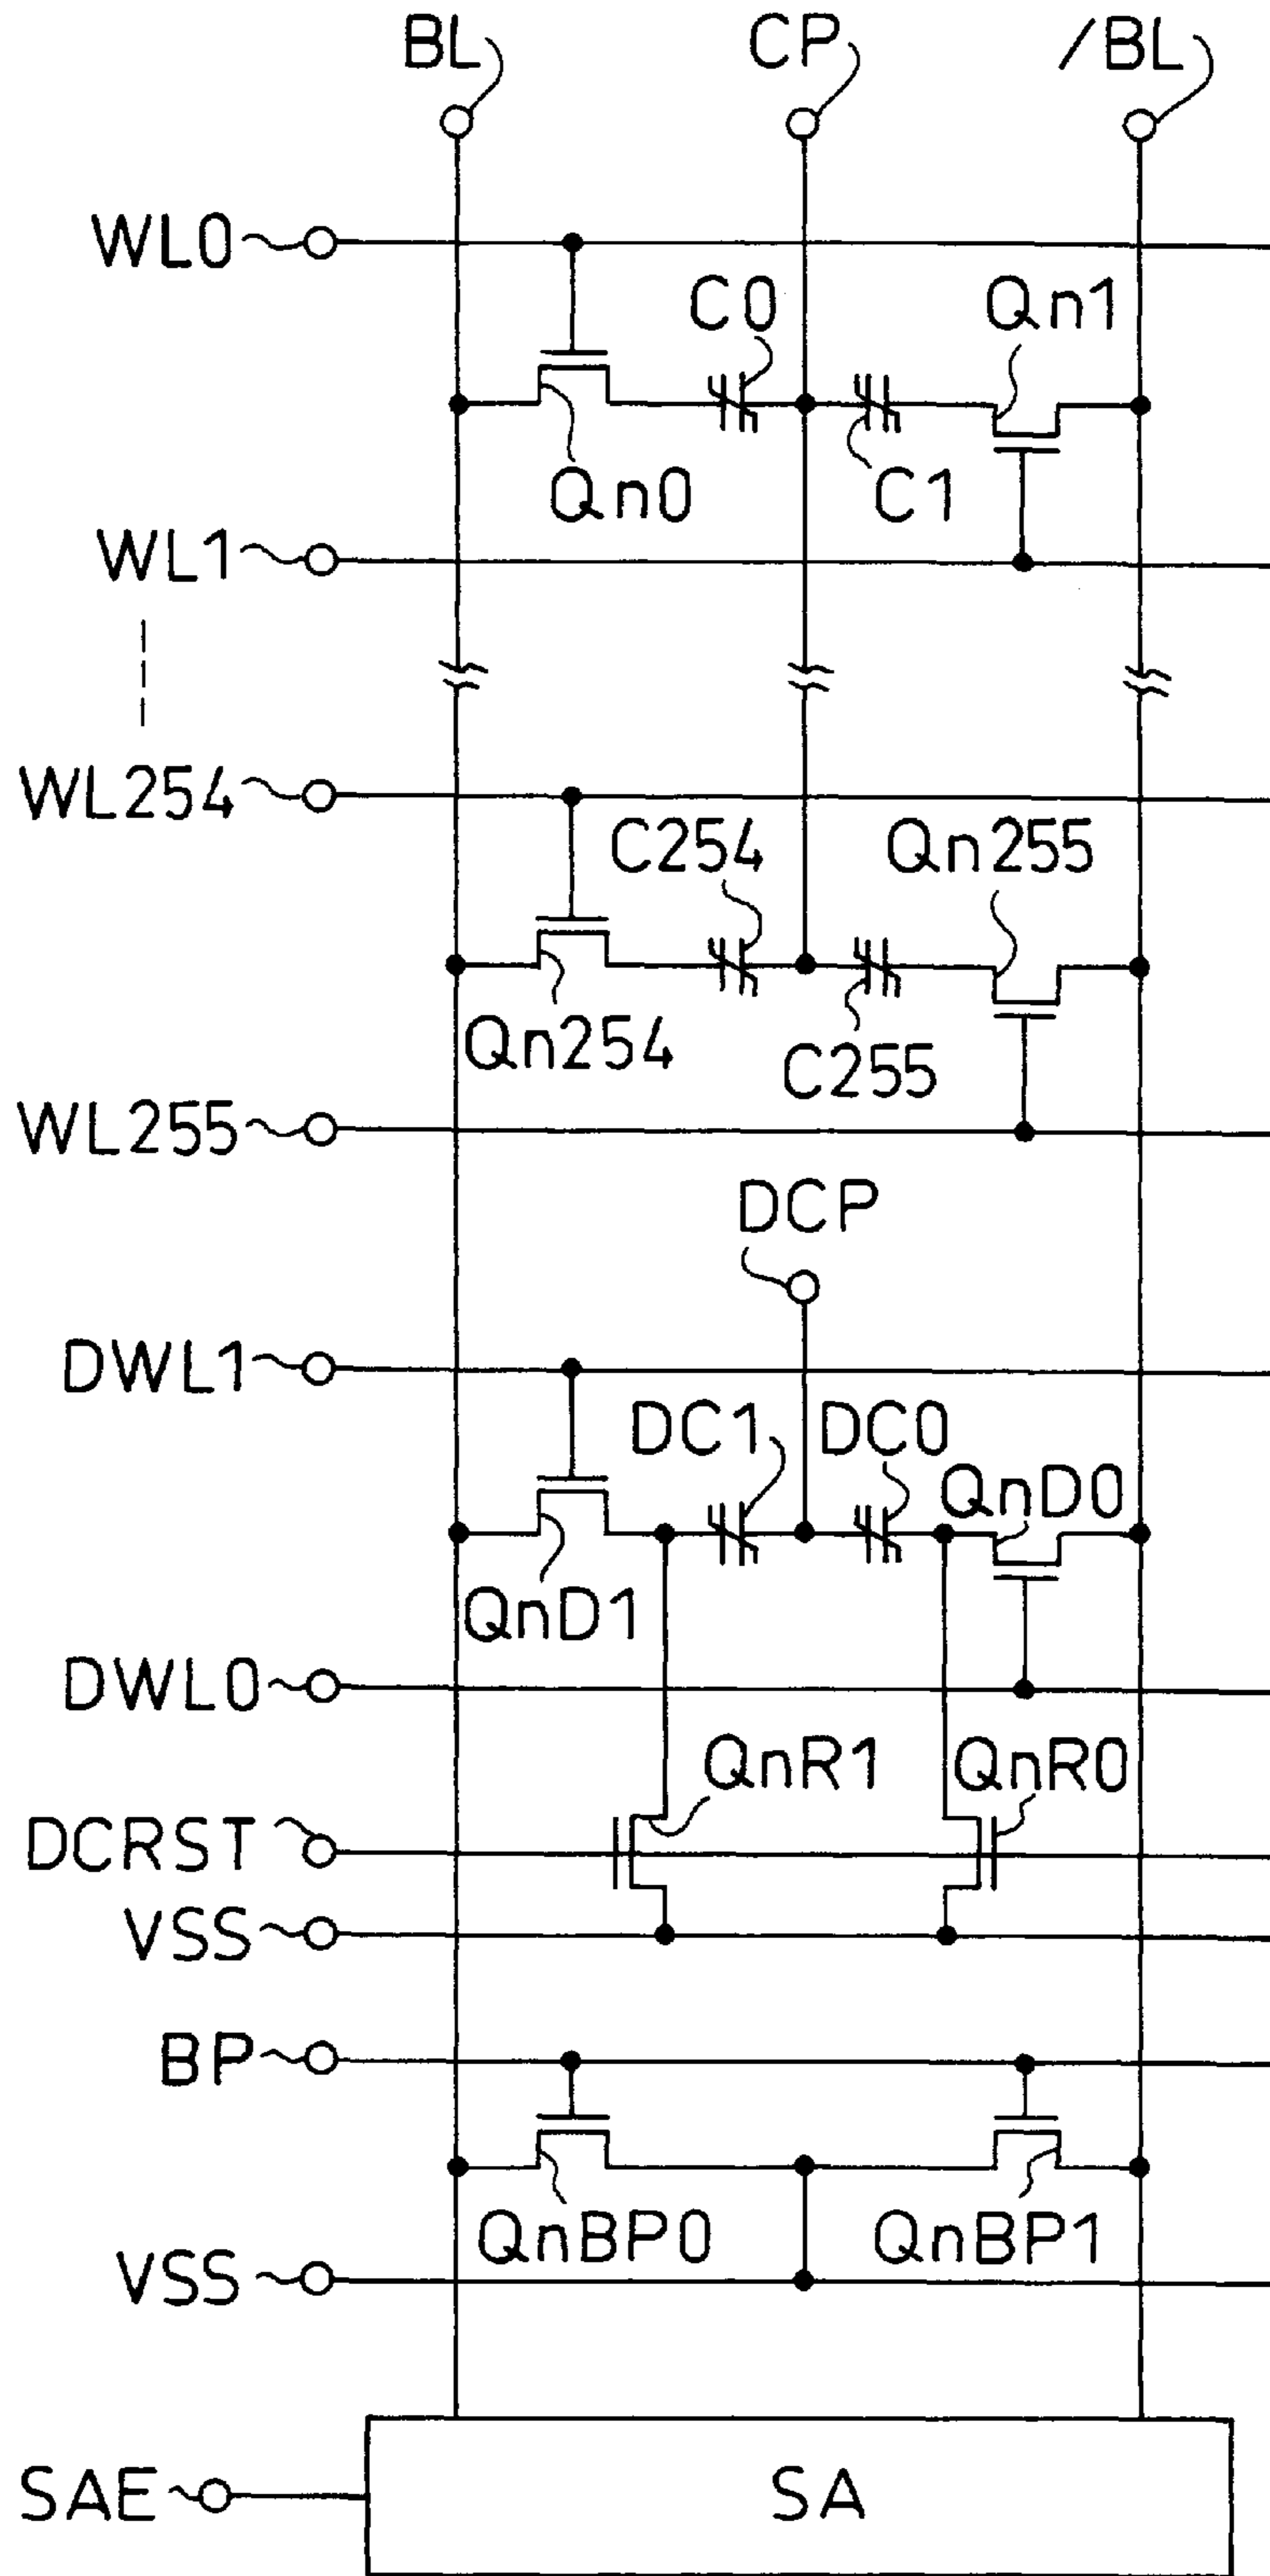 BL CP /BL
WL0
C0 Qn1
Qn0 C1
WL1
WL254
C254 Qn255
Qn254 C255
WL255
DCP
DWL1
DC1 DC0
QnD0
QnD1
DWL0
QnR1 QnR0
DCRST
VSS
BP
QnBP0 QnBP1
VSS
SAE SA